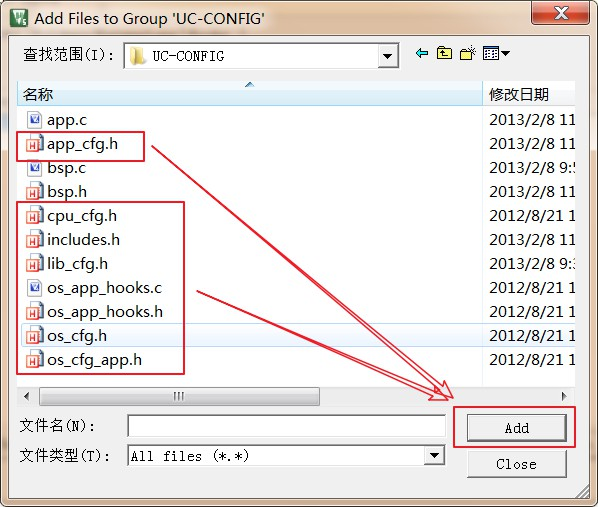 Add Files to Group 'UC-CONFIG'
查找范围(I): UC-CONFIG
名称 修改日期
app.c 2013/2/8 11
app_cfg.h 2013/2/8 11
bsp.c 2013/2/8 9:5
bsp.h 2013/2/8 11
cpu_cfg.h 2012/8/21 1
includes.h 2013/2/8 11
lib_cfg.h 2013/2/8 9:3
os_app_hooks.c 2012/8/21 1
os_app_hooks.h 2012/8/21 1
os_cfg.h 2012/8/21 1
os_cfg_app.h 2012/8/21 1
文件名(N): Add
文件类型(T): All files (*.*) Close